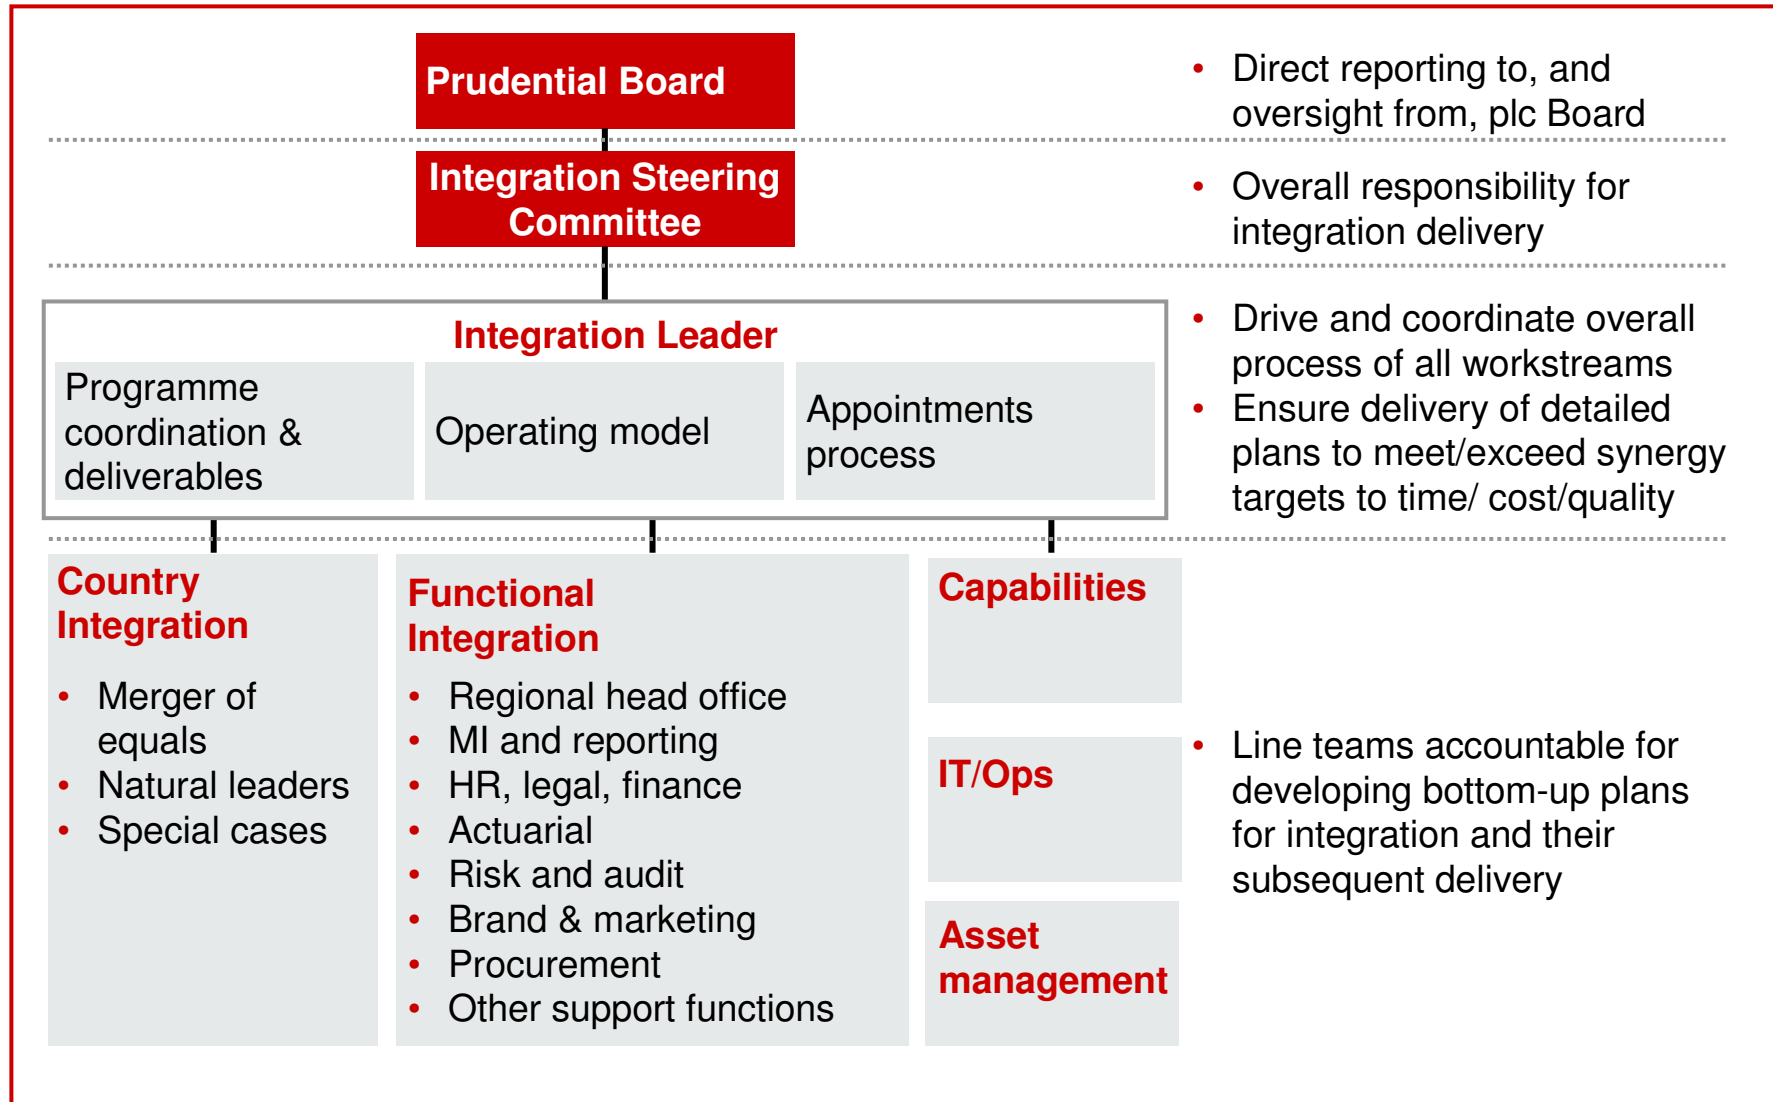 Prudential Board
• Direct reporting to, and
oversight from, plc Board
Integration Steering
Committee
• Overall responsibility for
integration delivery
Integration Leader
Programme
coordination &
deliverables
Operating model
Appointments
process
• Drive and coordinate overall
process of all workstreams
• Ensure delivery of detailed
plans to meet/exceed synergy
targets to time/ cost/quality
Country
Integration
• Merger of
equals
• Natural leaders
• Special cases
Functional
Integration
• Regional head office
• MI and reporting
• HR, legal, finance
• Actuarial
• Risk and audit
• Brand & marketing
• Procurement
• Other support functions
Capabilities
IT/Ops
Asset
management
• Line teams accountable for
developing bottom-up plans
for integration and their
subsequent delivery